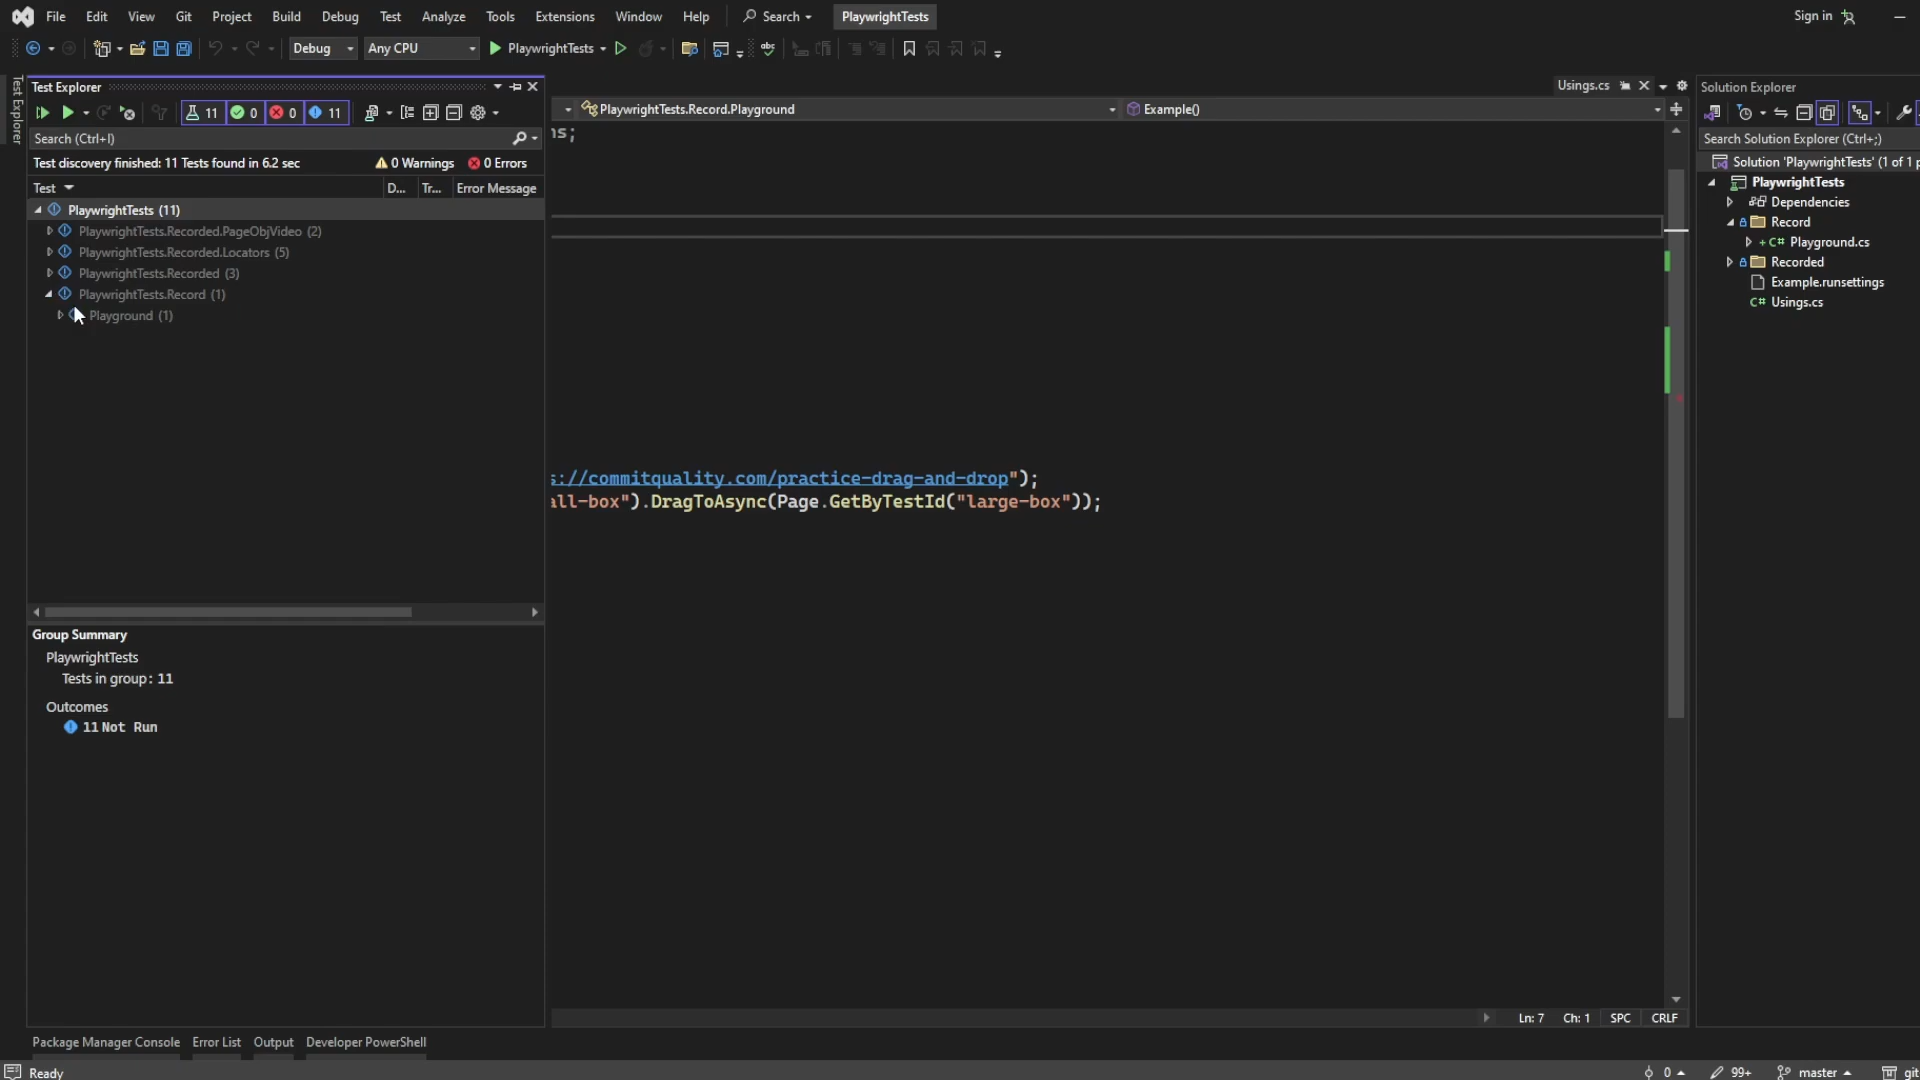 File Edit View Git Project Build Debug Test Analyze Tools Extensions Window Help Search PlaywrightTests Sign in
Debug Any CPU PlaywrightTests
Test Explorer
Test Explorer
11 0 0 11
Search (Ctrl+I)
Test discovery finished: 11 Tests found in 6.2 sec 0 Warnings 0 Errors
Test D... Tr... Error Message
PlaywrightTests (11)
PlaywrightTests.Recorded.PageObjVideo (2)
PlaywrightTests.Recorded.Locators (5)
PlaywrightTests.Recorded (3)
PlaywrightTests.Record (1)
Playground (1)
Group Summary
PlaywrightTests
Tests in group: 11
Outcomes
11 Not Run
Usings.cs
PlaywrightTests.Record.Playground Example()
ns;
s://commitquality.com/practice-drag-and-drop");
all-box").DragToAsync(Page.GetByTestId("large-box"));
Ln: 7 Ch: 1 SPC CRLF
Solution Explorer
Search Solution Explorer (Ctrl+;)
Solution 'PlaywrightTests' (1 of 1 p
PlaywrightTests
Dependencies
Record
C# Playground.cs
Recorded
Example.runsettings
C# Usings.cs
Package Manager Console Error List Output Developer PowerShell
Ready 0 99+ master git